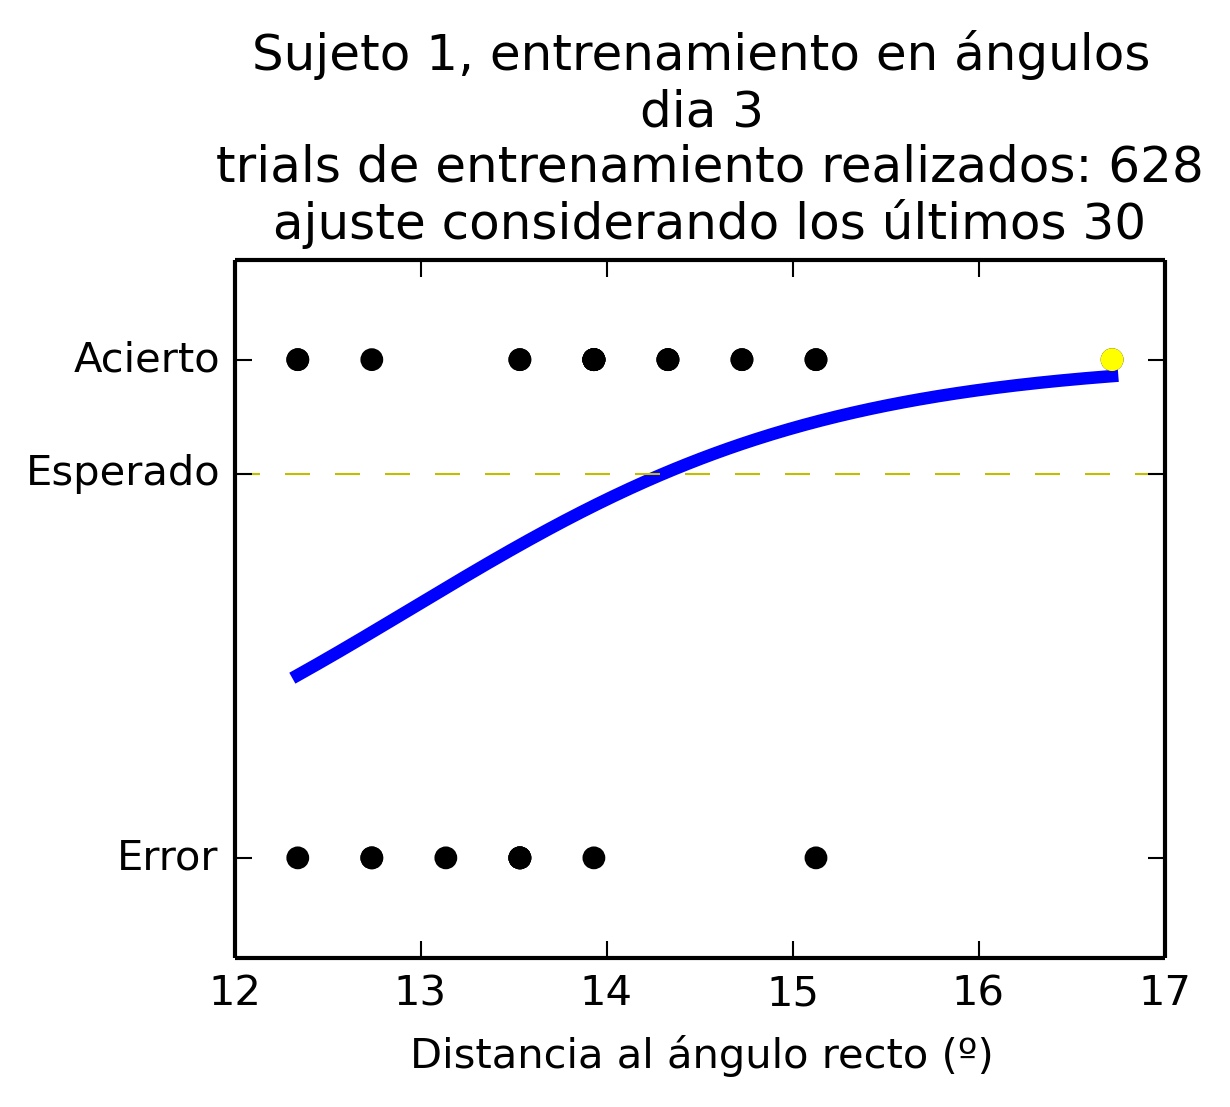 Sujeto 1, entrenamiento en ángulos
dia 3
trials de entrenamiento realizados: 628
ajuste considerando los últimos 30
Acierto
Esperado
Error
12 13 14 15 16 17
Distancia al ángulo recto (º)